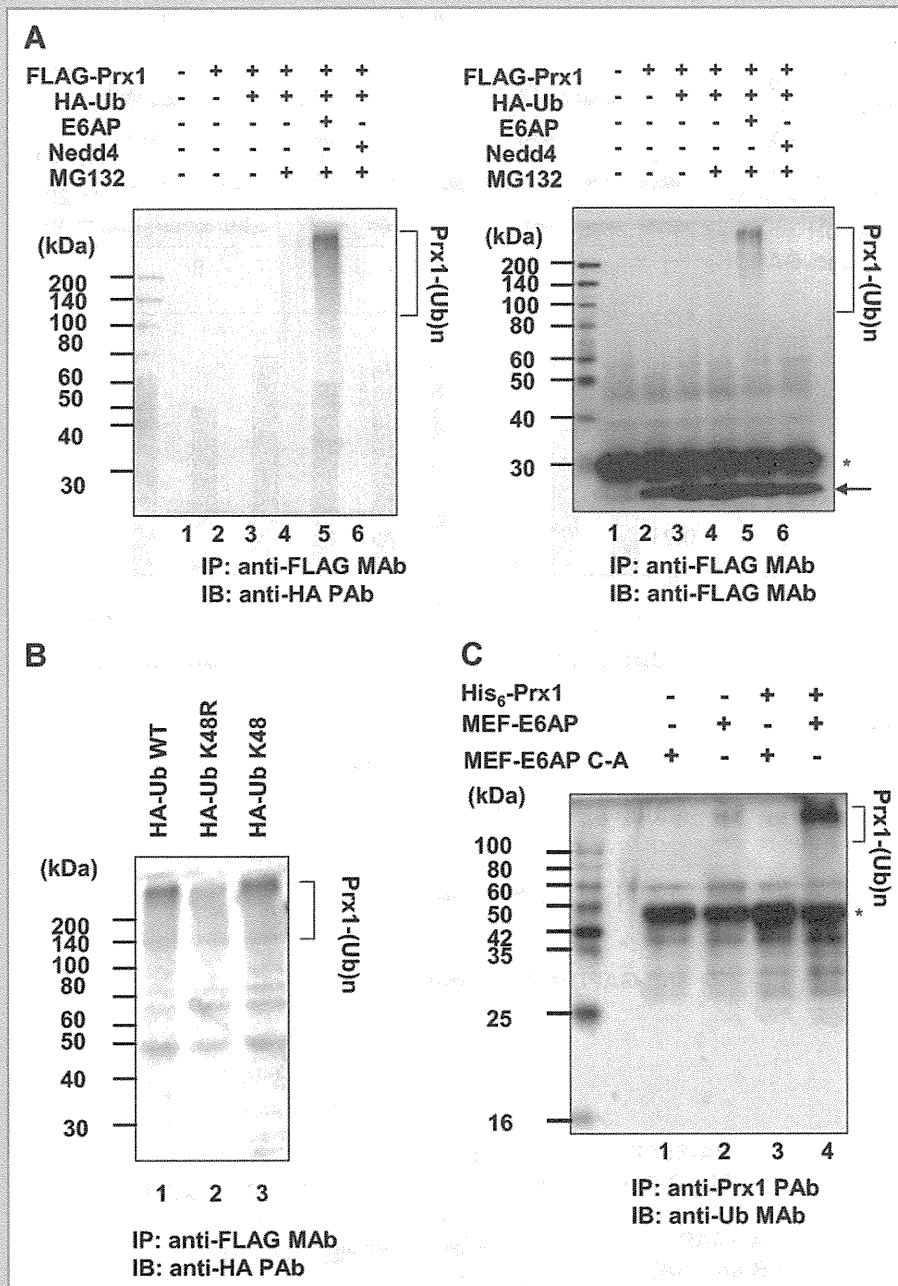 A
FLAG-Prx1 - + + + + +
HA-Ub - - + + + +
E6AP - - - - + -
Nedd4 - - - - - +
MG132 - - - + + +
(kDa)
200
140
100
80
60
50
40
30
Prx1-(Ub)n
1 2 3 4 5 6
IP: anti-FLAG MAb
IB: anti-HA PAb
FLAG-Prx1 - + + + + +
HA-Ub - - + + + +
E6AP - - - - + -
Nedd4 - - - - - +
MG132 - - - + + +
(kDa)
200
140
100
80
60
50
40
30
Prx1-(Ub)n
*
1 2 3 4 5 6
IP: anti-FLAG MAb
IB: anti-FLAG MAb
B
HA-Ub WT
HA-Ub K48R
HA-Ub K48
(kDa)
200
140
100
80
60
50
40
30
Prx1-(Ub)n
1 2 3
IP: anti-FLAG MAb
IB: anti-HA PAb
C
His6-Prx1 - - + +
MEF-E6AP - + - +
MEF-E6AP C-A + - + -
(kDa)
100
80
60
50
42
35
25
16
Prx1-(Ub)n
*
1 2 3 4
IP: anti-Prx1 PAb
IB: anti-Ub MAb